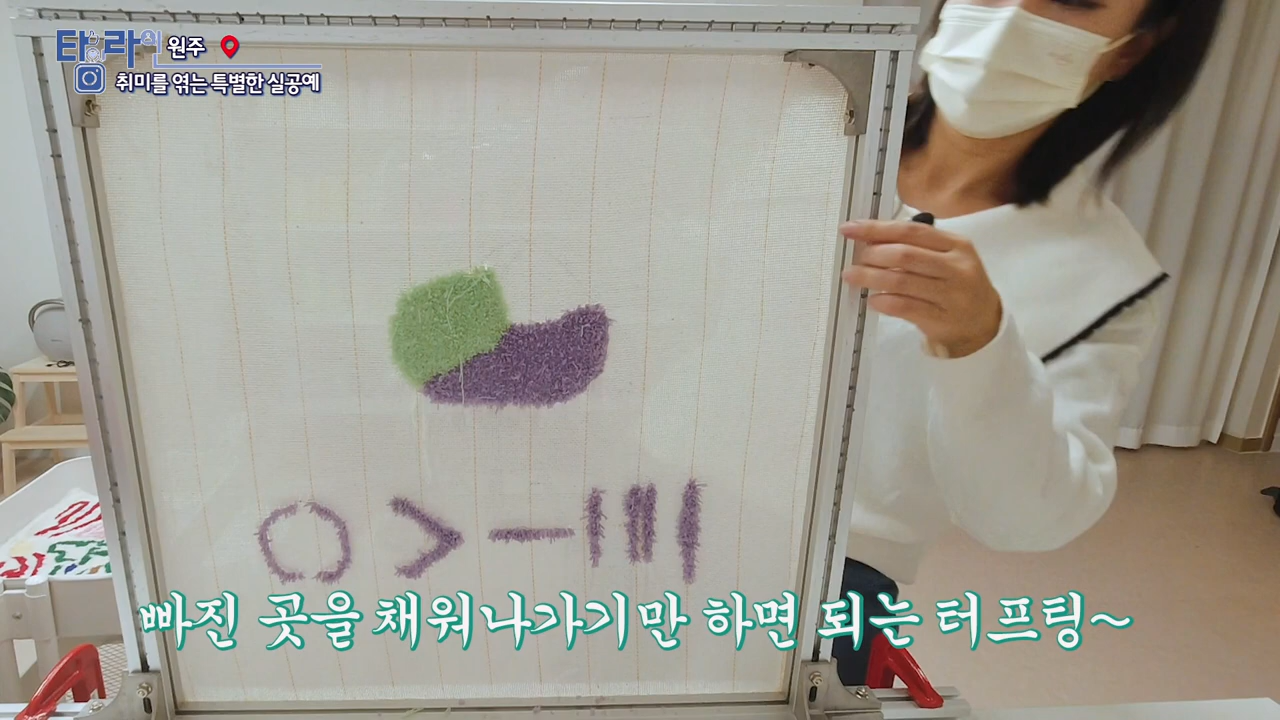 탐라의 원주
취미를 엮는 특별한 실공예
빠진 곳을 채워나가기만 하면 되는 터프팅~